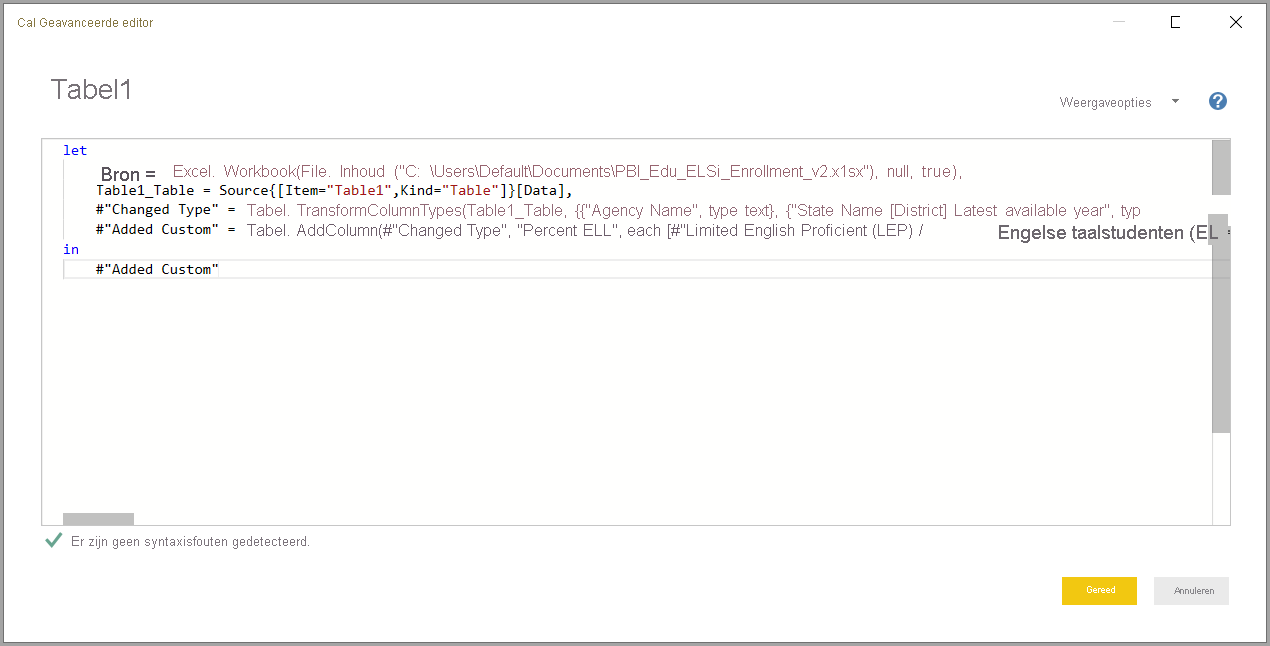 Cal Geavanceerde editor
Tabel1
Weergaveopties
let
Bron = Excel. Workbook(File. Inhoud ("C: \Users\Default\Documents\PBI_Edu_ELSi_Enrollment_v2.x1sx"), null, true),
Table1_Table = Source{[Item="Table1",Kind="Table"]}[Data],
#"Changed Type" = Tabel. TransformColumnTypes(Table1_Table, {{"Agency Name", type text}, {"State Name [District] Latest available year", typ
#"Added Custom" = Tabel. AddColumn(#"Changed Type", "Percent ELL", each [#"Limited English Proficient (LEP) / Engelse taalstudenten (EL =
in
#"Added Custom"
Er zijn geen syntaxisfouten gedetecteerd.
Gereed
Annuleren